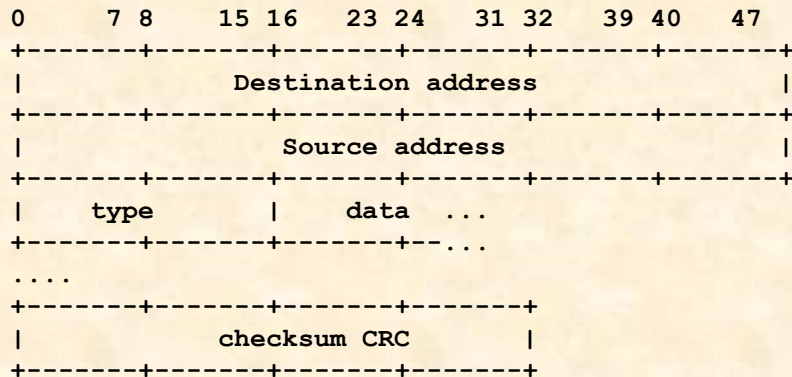 0       7 8     15 16    23 24    31 32    39 40    47
+-------+-------+--------+--------+--------+--------+
|             Destination address                |
+-------+-------+--------+--------+--------+--------+
|                Source address                  |
+-------+-------+--------+--------+--------+--------+
|    type       |    data  ...
+-------+-------+--------+--...
....
+-------+-------+--------+--------+
|            checksum CRC       |
+-------+-------+--------+--------+